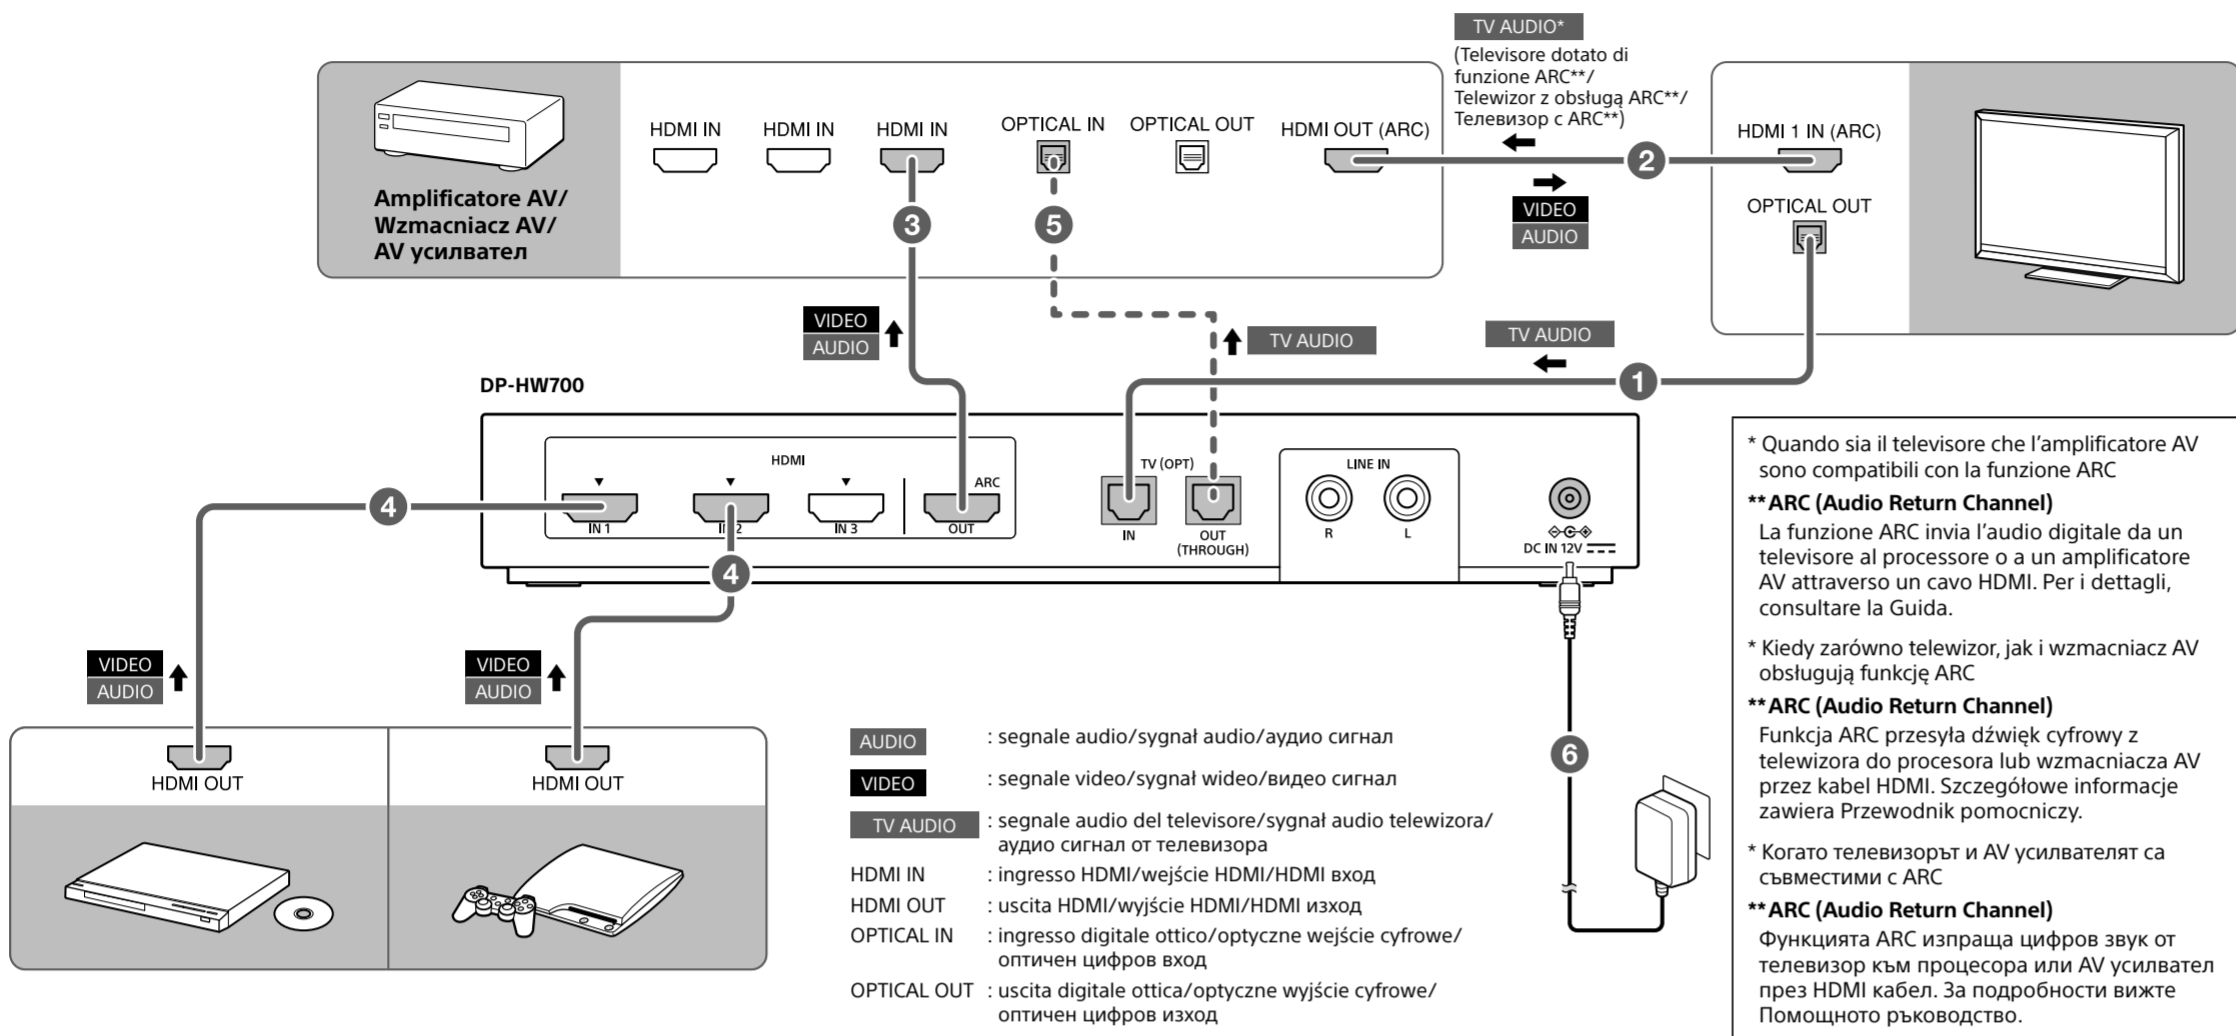 TV AUDIO*
(Televisore dotato di
funzione ARC**/
Telewizor z obsługą ARC**/
Телевизор с ARC**)
Amplificatore AV/
Wzmacniacz AV/
AV усилвател
HDMI IN
HDMI IN
HDMI IN
OPTICAL IN
OPTICAL OUT
HDMI OUT (ARC)
2
HDMI 1 IN (ARC)
VIDEO
AUDIO
OPTICAL OUT
3
5
VIDEO
AUDIO
TV AUDIO
TV AUDIO
1
DP-HW700
HDMI
ARC
IN 1
IN 2
IN 3
OUT
TV (OPT)
IN
OUT
(THROUGH)
LINE IN
R
L
DC IN 12V
4
4
VIDEO
AUDIO
VIDEO
AUDIO
HDMI OUT
HDMI OUT
6
AUDIO : segnale audio/sygnał audio/аудио сигнал
VIDEO : segnale video/sygnał wideo/видео сигнал
TV AUDIO : segnale audio del televisore/sygnał audio telewizora/
аудио сигнал от телевизора
HDMI IN : ingresso HDMI/wejście HDMI/HDMI вход
HDMI OUT : uscita HDMI/wyjście HDMI/HDMI изход
OPTICAL IN : ingresso digitale ottico/optyczne wejście cyfrowe/
оптичен цифров вход
OPTICAL OUT : uscita digitale ottica/optyczne wyjście cyfrowe/
оптичен цифров изход
* Quando sia il televisore che l’amplificatore AV
sono compatibili con la funzione ARC
**ARC (Audio Return Channel)
La funzione ARC invia l’audio digitale da un
televisore al processore o a un amplificatore
AV attraverso un cavo HDMI. Per i dettagli,
consultare la Guida.
* Kiedy zarówno telewizor, jak i wzmacniacz AV
obsługują funkcję ARC
**ARC (Audio Return Channel)
Funkcja ARC przesyła dźwięk cyfrowy z
telewizora do procesora lub wzmacniacza AV
przez kabel HDMI. Szczegółowe informacje
zawiera Przewodnik pomocniczy.
* Когато телевизорът и AV усилвателят са
съвместими с ARC
**ARC (Audio Return Channel)
Функцията ARC изпраща цифров звук от
телевизор към процесора или AV усилвател
през HDMI кабел. За подробности вижте
Помощното ръководство.